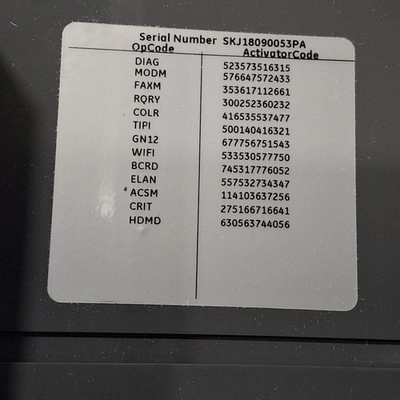 Serial Number SKJ18090053PA
OpCode ActivatorCode
DIAG 523573516315
MODM 576647572433
FAXM 353617112661
RQRY 300252360232
COLR 416535537477
TIPI 500140416321
GN12 677756751543
WIFI 533530577750
BCRD 745317776052
ELAN 557532734347
* ACSM 114103637256
CRIT 275166716641
HDMD 630563744056